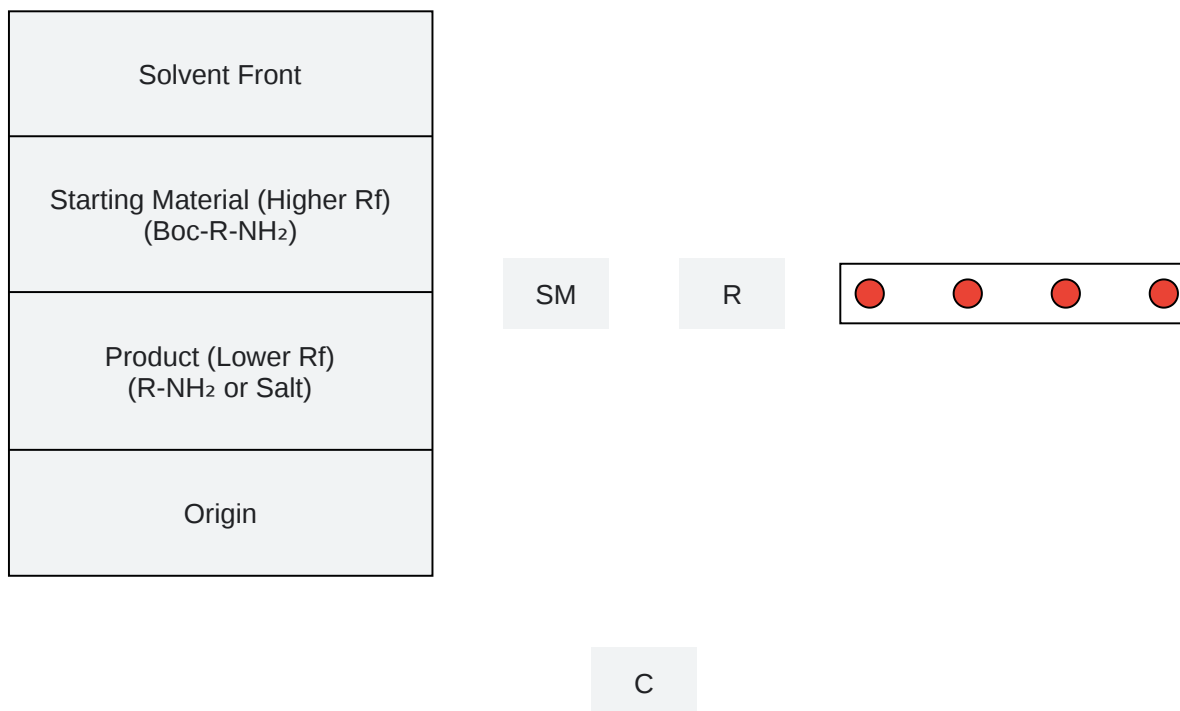 Solvent Front
Starting Material (Higher Rf)
(Boc-R-NH₂)
Product (Lower Rf)
(R-NH₂ or Salt)
Origin
SM
R
C